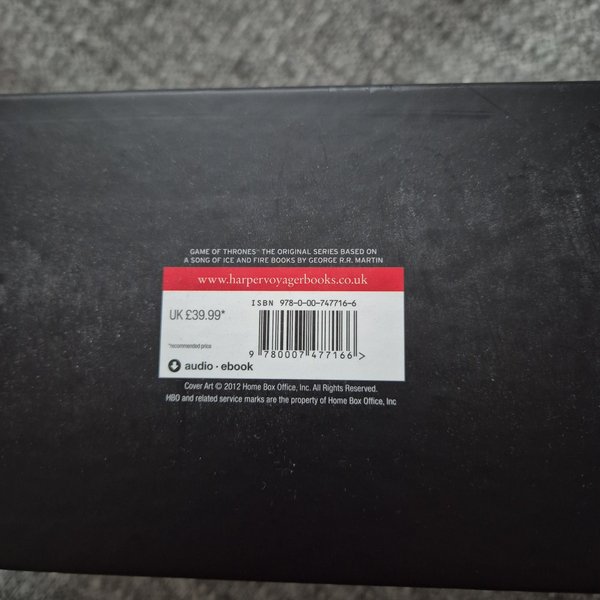 GAME OF THRONES™ THE ORIGINAL SERIES BASED ON
A SONG OF ICE AND FIRE BOOKS BY GEORGE R.R. MARTIN
www.harpervoyagerbooks.co.uk
ISBN 978-0-00-747716-6
UK £39.99*
*recommended price
9 780007 477166 >
audio · ebook
Cover Art © 2012 Home Box Office, Inc. All Rights Reserved.
HBO and related service marks are the property of Home Box Office, Inc